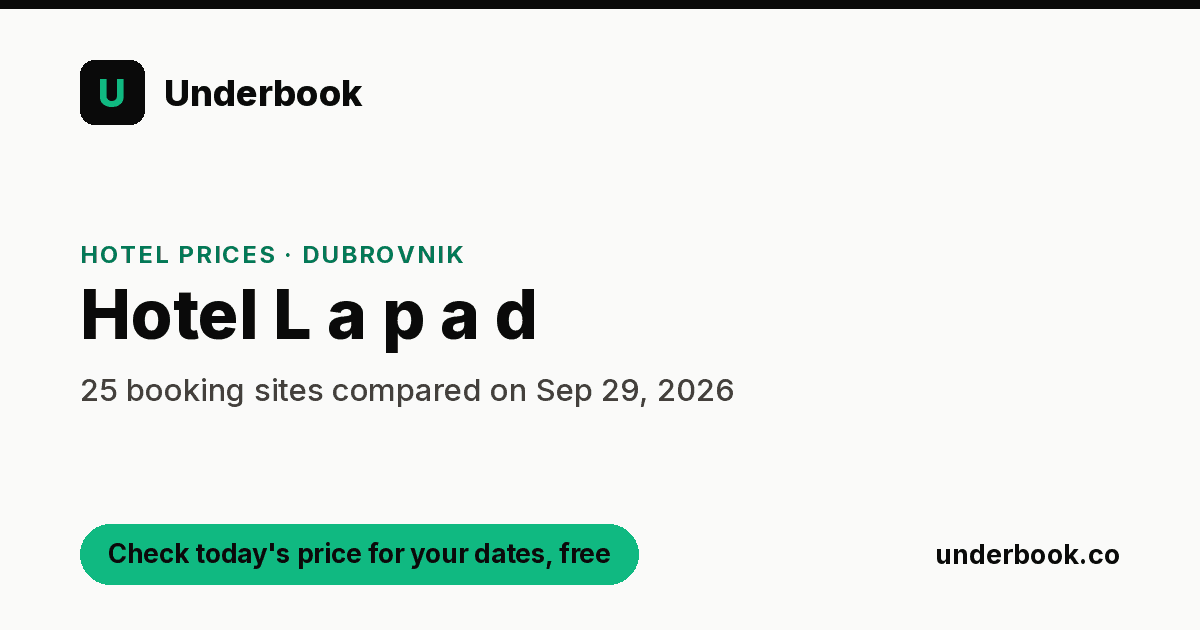 U Underbook
HOTEL PRICES · DUBROVNIK
Hotel L a p a d
25 booking sites compared on Sep 29, 2026
Check today's price for your dates, free
underbook.co